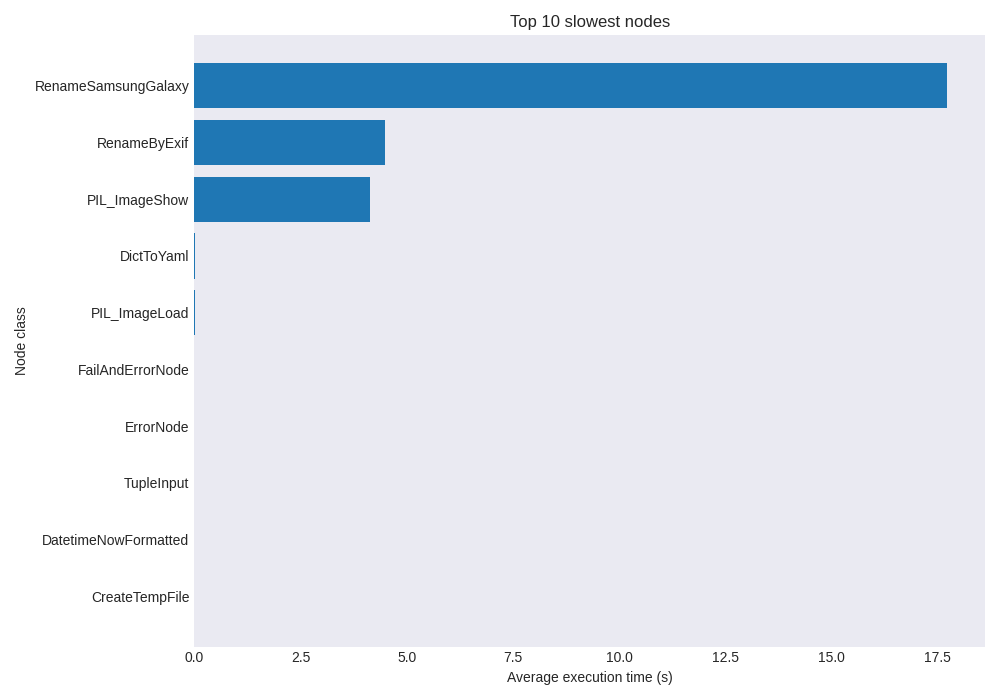 Top 10 slowest nodes
RenameSamsungGalaxy
RenameByExif
PIL_ImageShow
DictToYaml
PIL_ImageLoad
FailAndErrorNode
ErrorNode
TupleInput
DatetimeNowFormatted
CreateTempFile
Node class
0.0 2.5 5.0 7.5 10.0 12.5 15.0 17.5
Average execution time (s)